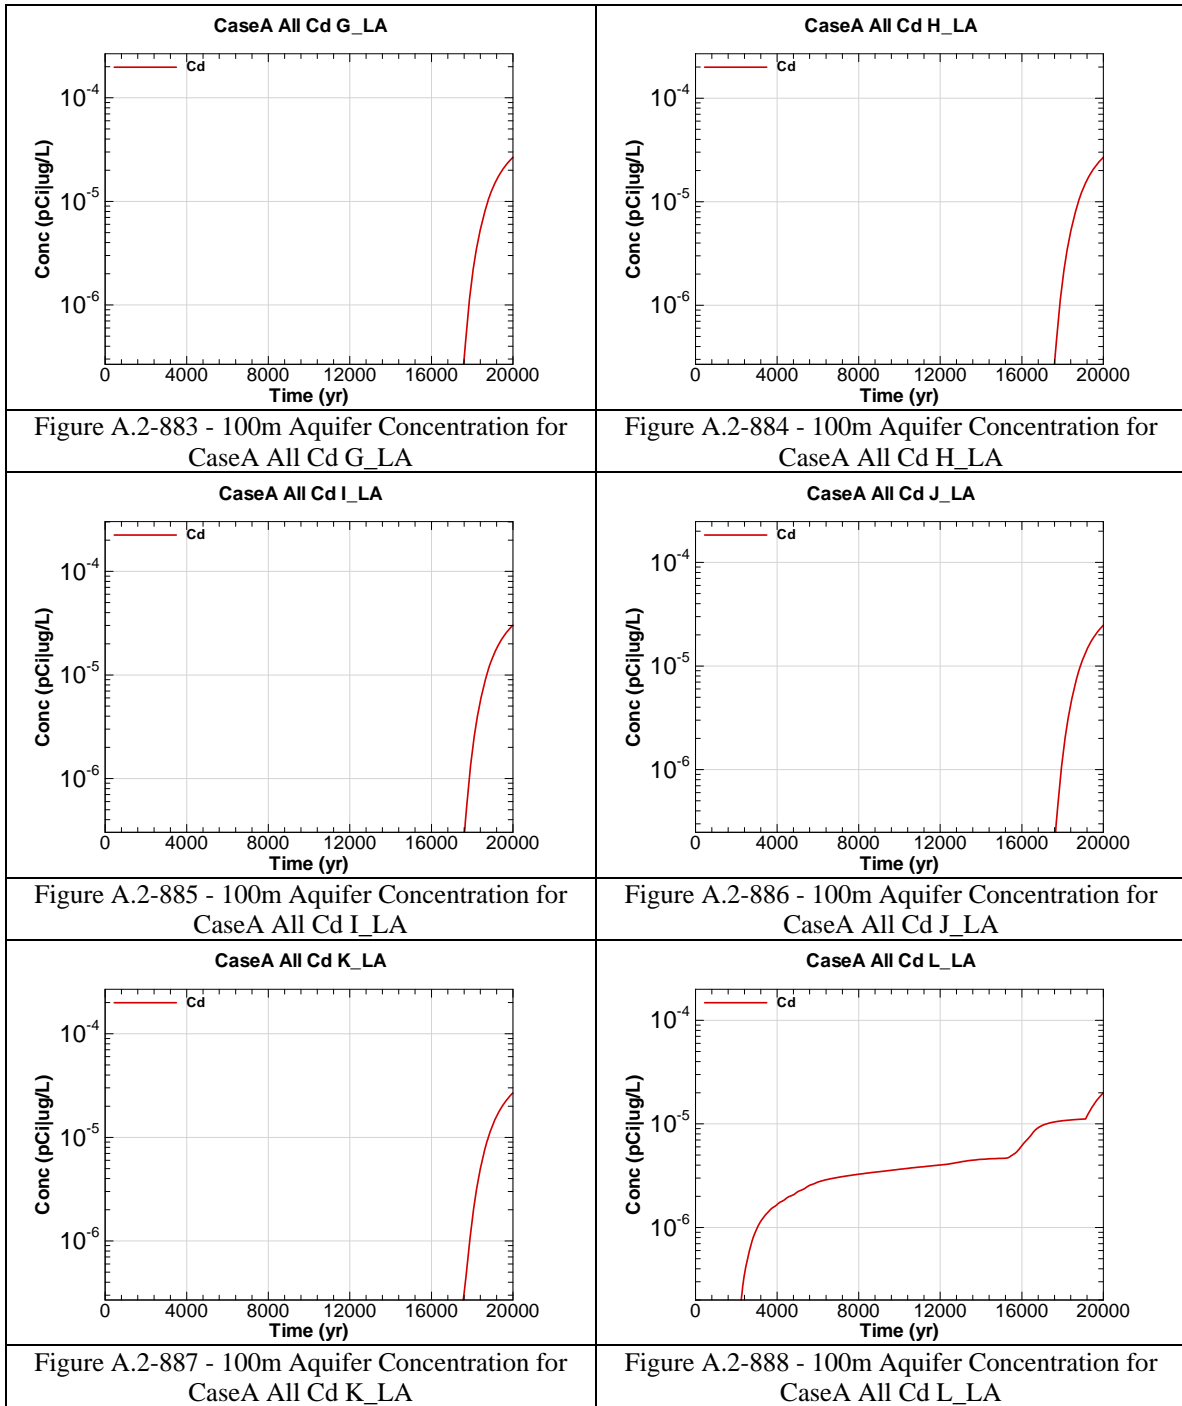 CaseA All Cd G_LA
Cd
10-4
10-5
10-6
Conc (pCi|ug/L)
0 4000 8000 12000 16000 20000
Time (yr)
Figure A.2-883 - 100m Aquifer Concentration for
CaseA All Cd G_LA
CaseA All Cd H_LA
Cd
10-4
10-5
10-6
Conc (pCi|ug/L)
0 4000 8000 12000 16000 20000
Time (yr)
Figure A.2-884 - 100m Aquifer Concentration for
CaseA All Cd H_LA
CaseA All Cd I_LA
Cd
10-4
10-5
10-6
Conc (pCi|ug/L)
0 4000 8000 12000 16000 20000
Time (yr)
Figure A.2-885 - 100m Aquifer Concentration for
CaseA All Cd I_LA
CaseA All Cd J_LA
Cd
10-4
10-5
10-6
Conc (pCi|ug/L)
0 4000 8000 12000 16000 20000
Time (yr)
Figure A.2-886 - 100m Aquifer Concentration for
CaseA All Cd J_LA
CaseA All Cd K_LA
Cd
10-4
10-5
10-6
Conc (pCi|ug/L)
0 4000 8000 12000 16000 20000
Time (yr)
Figure A.2-887 - 100m Aquifer Concentration for
CaseA All Cd K_LA
CaseA All Cd L_LA
Cd
10-4
10-5
10-6
Conc (pCi|ug/L)
0 4000 8000 12000 16000 20000
Time (yr)
Figure A.2-888 - 100m Aquifer Concentration for
CaseA All Cd L_LA